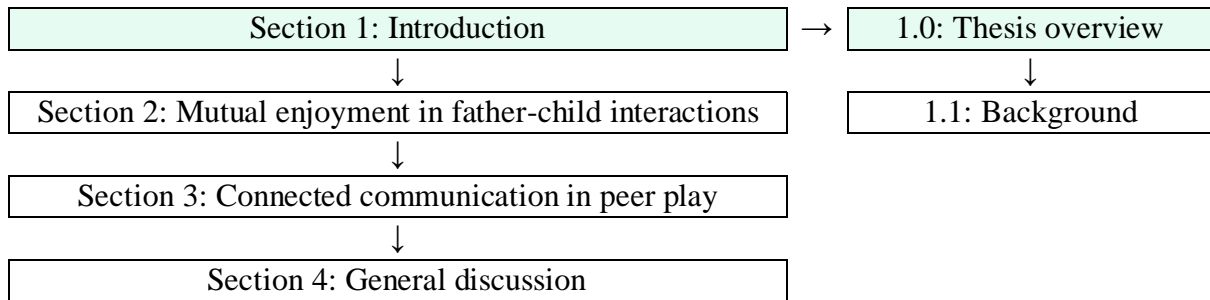 Section 1: Introduction
→
1.0: Thesis overview
↓
↓
Section 2: Mutual enjoyment in father-child interactions
1.1: Background
↓
Section 3: Connected communication in peer play
↓
Section 4: General discussion